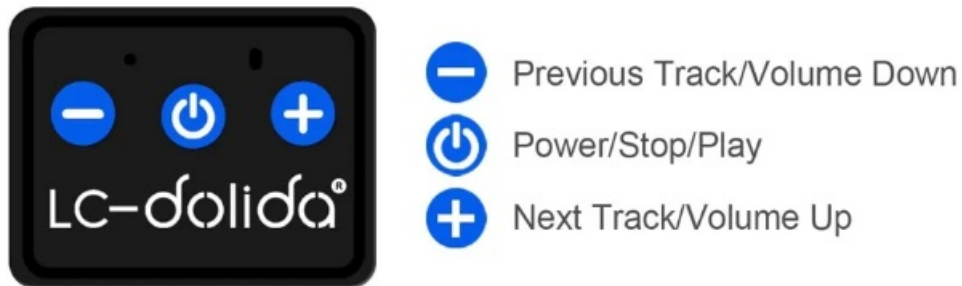 LC-dolida®
Previous Track/Volume Down
Power/Stop/Play
Next Track/Volume Up